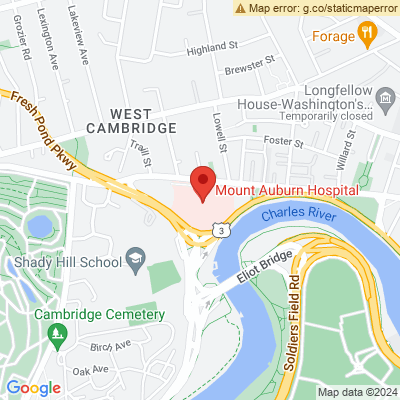 Map error: g.co/staticmaperror
Grozier Rd
Lexington Ave
Lakeview Ave
Highland St
Forage
Brewster St
Fresh Pond Pkwy
Longfellow
House-Washington's...
Temporarily closed
WEST
CAMBRIDGE
Lowell St
Foster St
Willard St
Traill St
Mount Auburn Hospital
Charles River
3
Shady Hill School
Eliot Bridge
Soldiers Field Rd
Cambridge Cemetery
Birch Ave
Oak Ave
Google
Map data ©2024